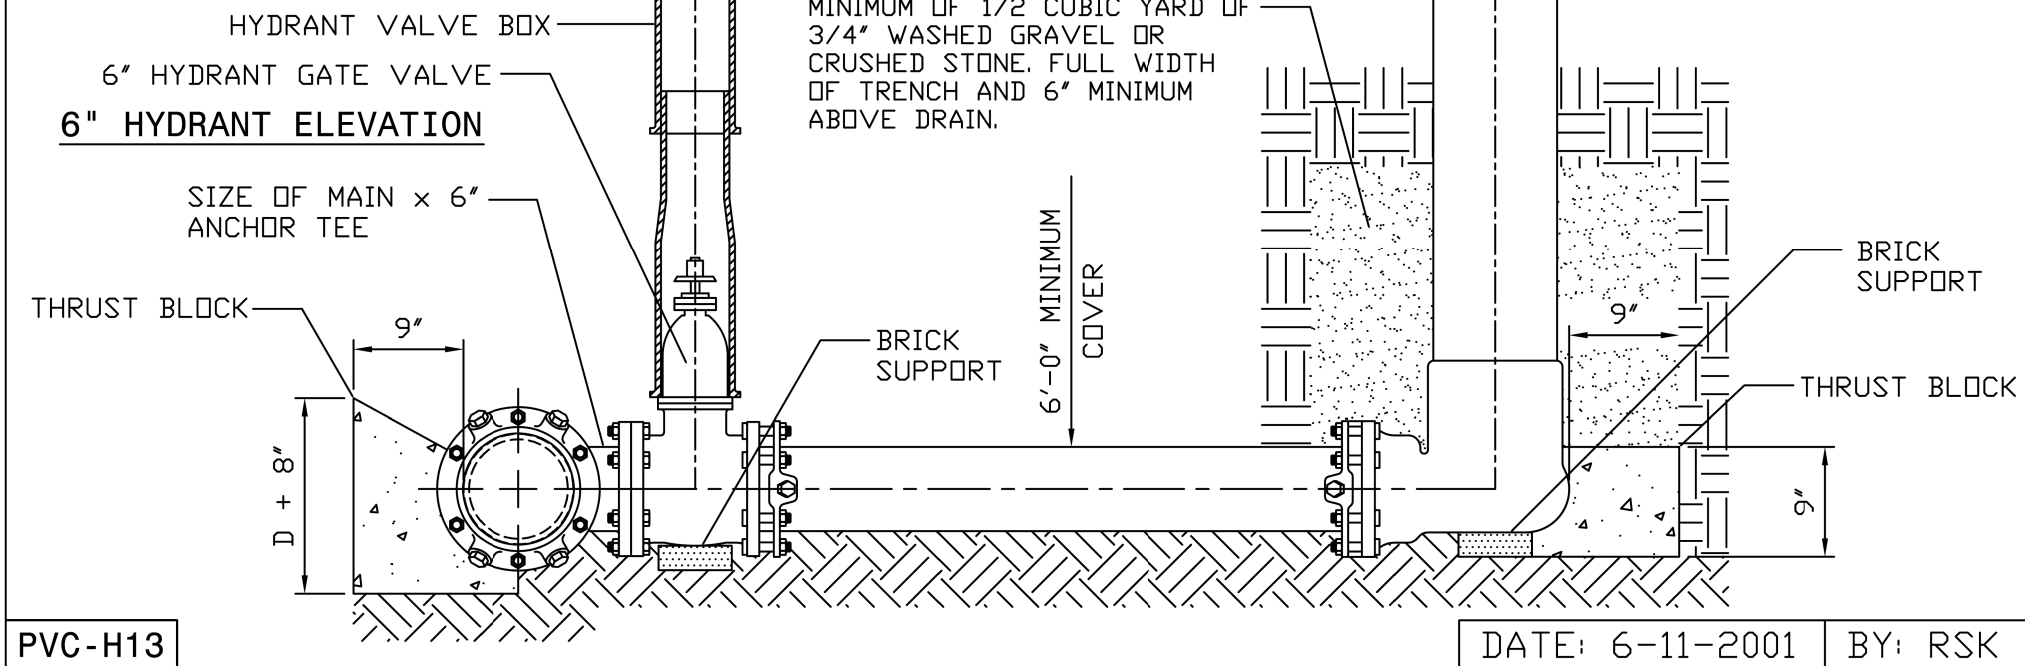 HYDRANT VALVE BOX
6" HYDRANT GATE VALVE
6" HYDRANT ELEVATION
MINIMUM OF 1/2 CUBIC YARD OF
3/4" WASHED GRAVEL OR
CRUSHED STONE. FULL WIDTH
OF TRENCH AND 6" MINIMUM
ABOVE DRAIN.
SIZE OF MAIN x 6"
ANCHOR TEE
THRUST BLOCK
9"
D + 8"
BRICK
SUPPORT
6'-0" MINIMUM
COVER
BRICK
SUPPORT
9"
THRUST BLOCK
9"
PVC-H13
DATE: 6-11-2001
BY: RSK